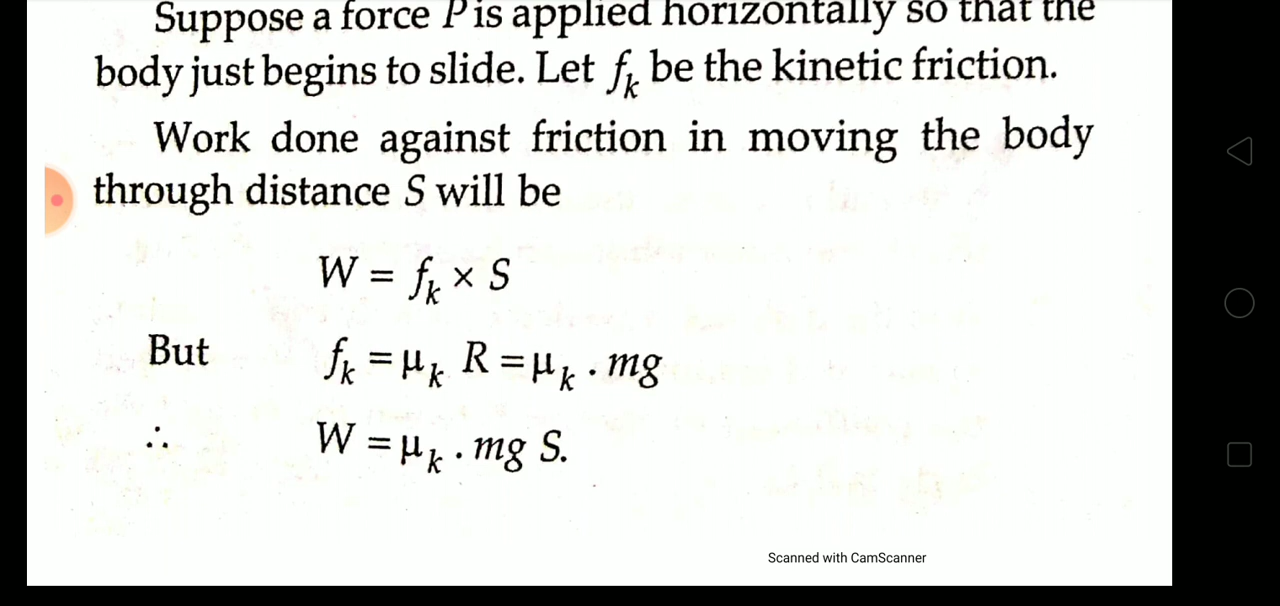 Suppose a force P is applied horizontally so that the
body just begins to slide. Let fₖ be the kinetic friction.
Work done against friction in moving the body
through distance S will be
W = fₖ × S
But fₖ = μₖ R = μₖ . mg
∴ W = μₖ . mg S.
Scanned with CamScanner